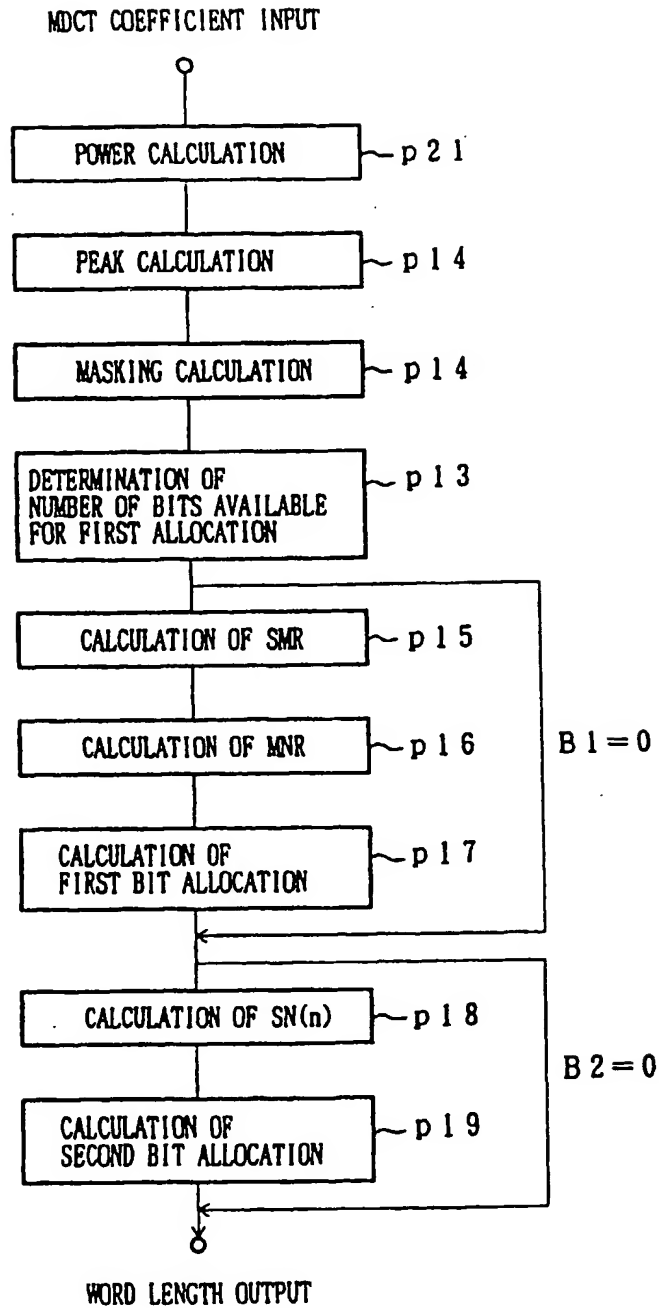 MDCT COEFFICIENT INPUT
POWER CALCULATION
p21
PEAK CALCULATION
p14
MASKING CALCULATION
p14
DETERMINATION OF
NUMBER OF BITS AVAILABLE
FOR FIRST ALLOCATION
p13
CALCULATION OF SMR
p15
CALCULATION OF MNR
p16
B1=0
CALCULATION OF
FIRST BIT ALLOCATION
p17
CALCULATION OF SN(n)
p18
B2=0
CALCULATION OF
SECOND BIT ALLOCATION
p19
WORD LENGTH OUTPUT